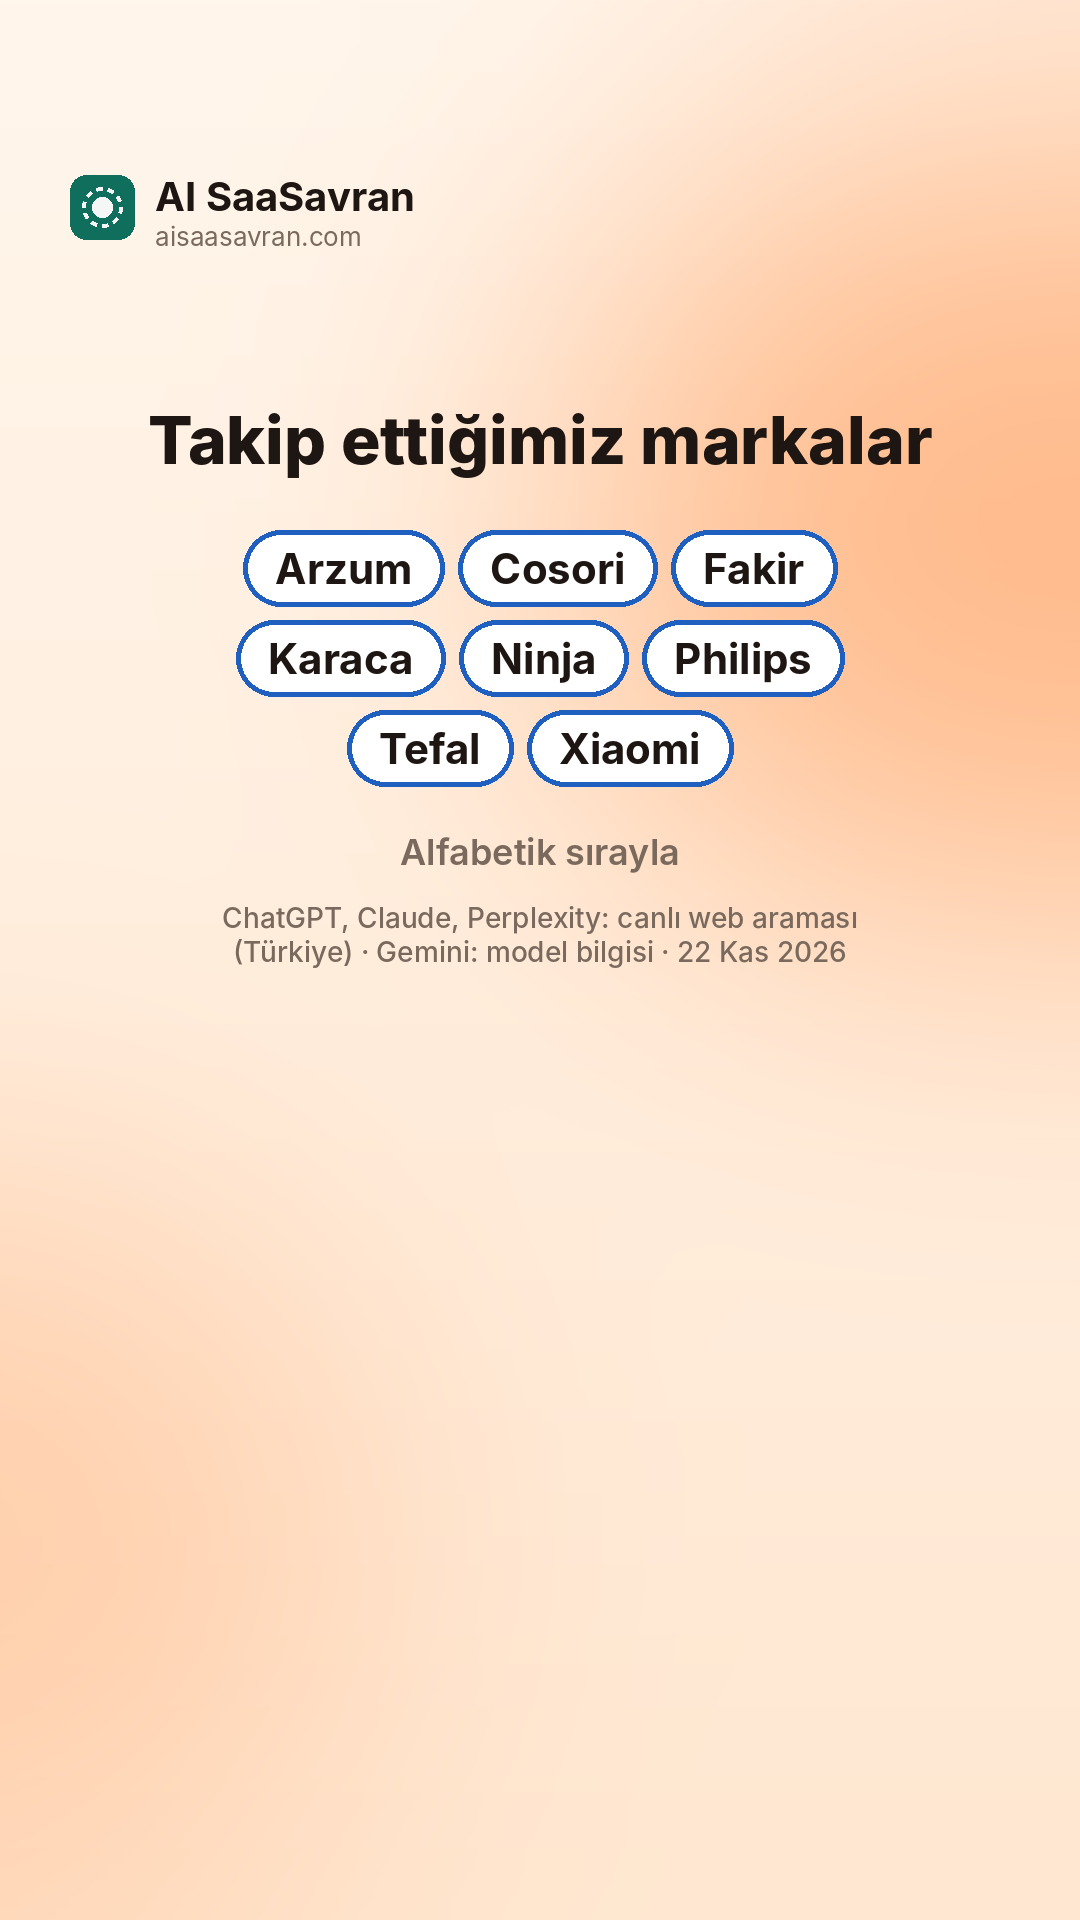 AI SaaSavran
aisaasavran.com
Takip ettiğimiz markalar
Arzum Cosori Fakir
Karaca Ninja Philips
Tefal Xiaomi
Alfabetik sırayla
ChatGPT, Claude, Perplexity: canlı web araması
(Türkiye) · Gemini: model bilgisi · 22 Kas 2026